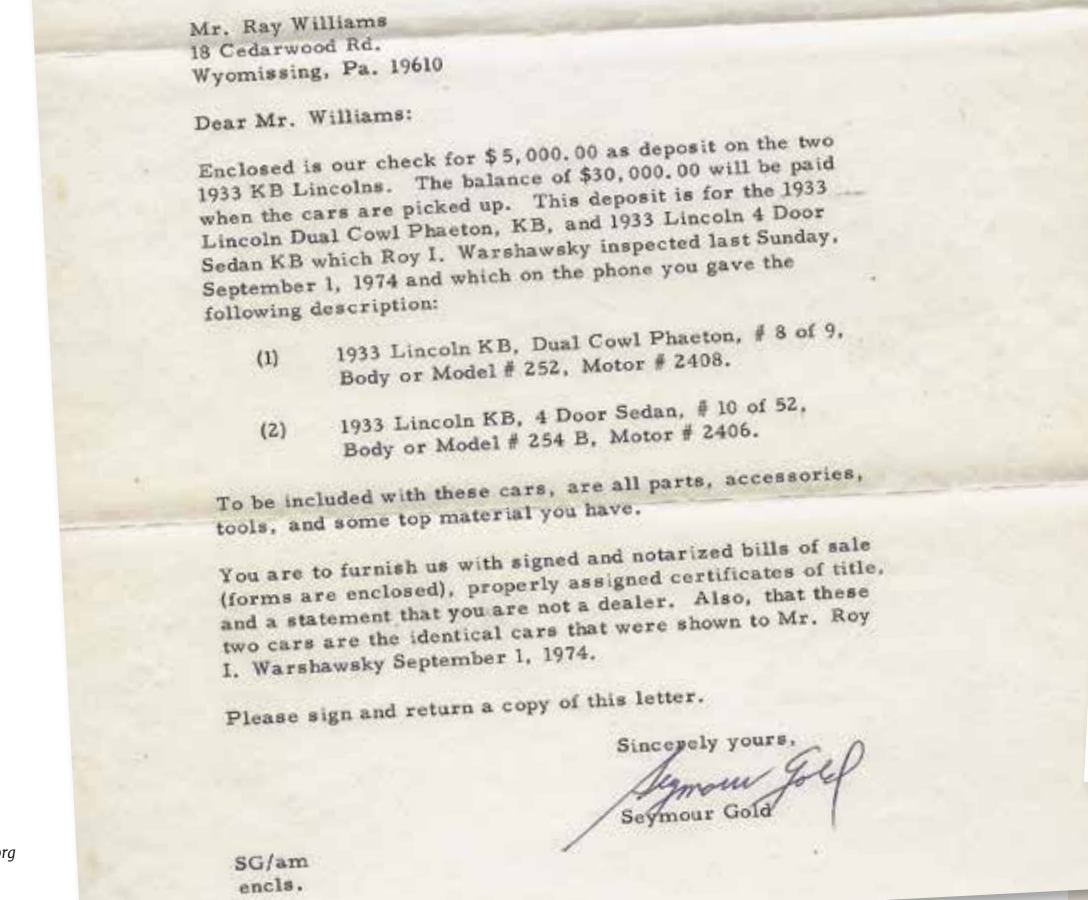 Mr. Ray Williams
18 Cedarwood Rd.
Wyomissing, Pa. 19610
Dear Mr. Williams:
Enclosed is our check for $5,000.00 as deposit on the two
1933 KB Lincolns. The balance of $30,000.00 will be paid
when the cars are picked up. This deposit is for the 1933
Lincoln Dual Cowl Phaeton, KB, and 1933 Lincoln 4 Door
Sedan KB which Roy I. Warshawsky inspected last Sunday,
September 1, 1974 and which on the phone you gave the
following description:
(1) 1933 Lincoln KB, Dual Cowl Phaeton, # 8 of 9,
Body or Model # 252, Motor # 2408.
(2) 1933 Lincoln KB, 4 Door Sedan, # 10 of 52,
Body or Model # 254 B, Motor # 2406.
To be included with these cars, are all parts, accessories,
tools, and some top material you have.
You are to furnish us with signed and notarized bills of sale
(forms are enclosed), properly assigned certificates of title,
and a statement that you are not a dealer. Also, that these
two cars are the identical cars that were shown to Mr. Roy
I. Warshawsky September 1, 1974.
Please sign and return a copy of this letter.
Sincerely yours,
Seymour Gold
Seymour Gold
org
SG/am
encls.